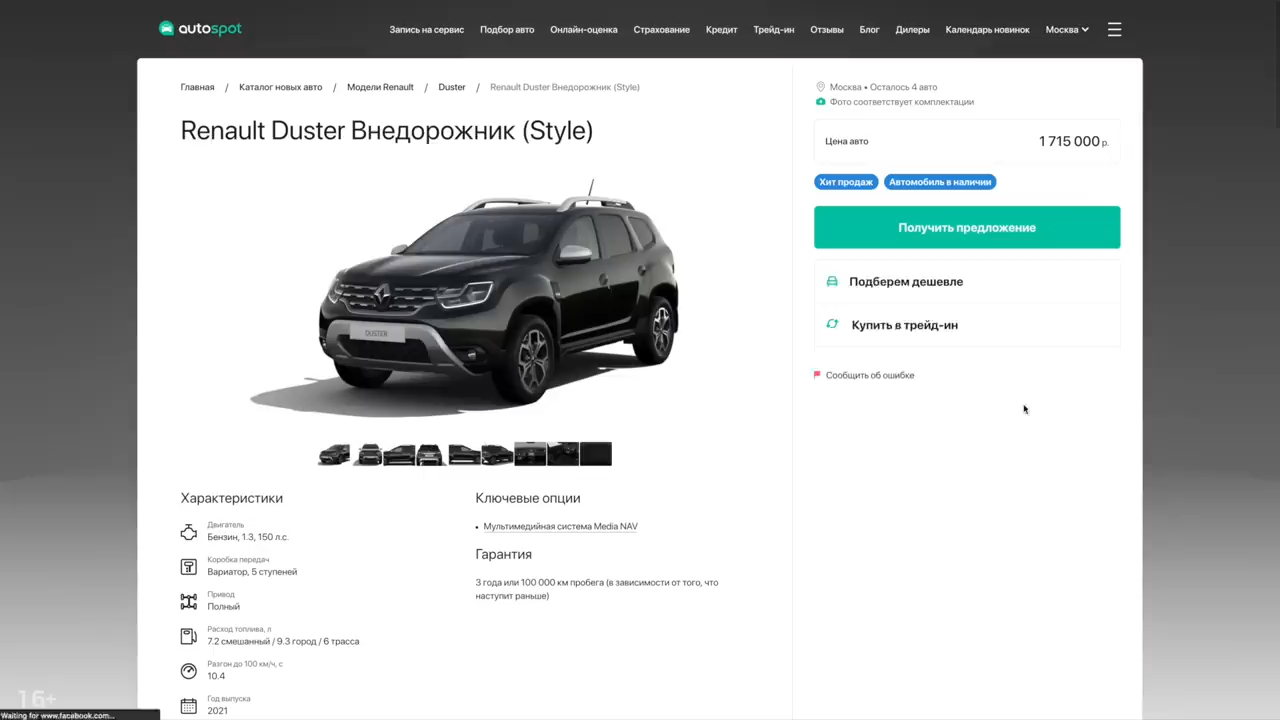 autospot
Запись на сервис Подбор авто Онлайн-оценка Страхование Кредит Трейд-ин Отзывы Блог Дилеры Календарь новинок Москва
Главная / Каталог новых авто / Модели Renault / Duster / Renault Duster Внедорожник (Style)
Renault Duster Внедорожник (Style)
DUSTER
Москва • Осталось 4 авто
Фото соответствует комплектации
Цена авто 1 715 000 р.
Хит продаж Автомобиль в наличии
Получить предложение
Подберем дешевле
Купить в трейд-ин
Сообщить об ошибке
Характеристики
Двигатель
Бензин, 1.3, 150 л.с.
Коробка передач
Вариатор, 5 ступеней
Привод
Полный
Расход топлива, л
7.2 смешанный / 9.3 город / 6 трасса
Разгон до 100 км/ч, с
10.4
Год выпуска
2021
Ключевые опции
• Мультимедийная система Media NAV
Гарантия
3 года или 100 000 км пробега (в зависимости от того, что
наступит раньше)
16+
Waiting for www.facebook.com...